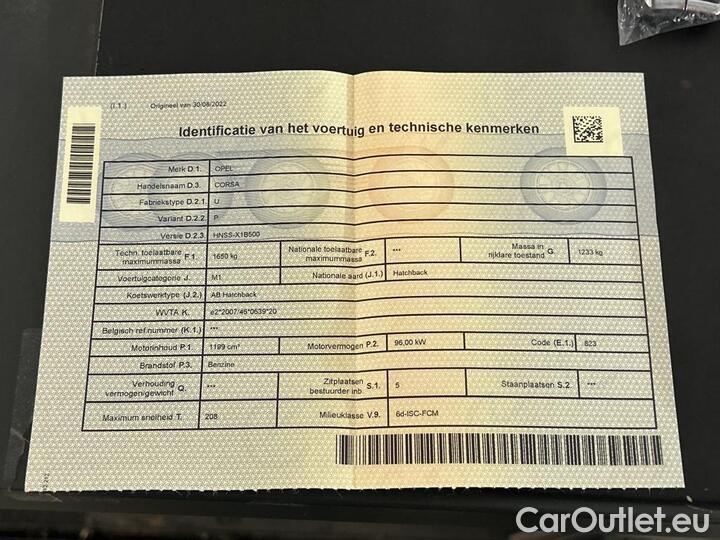 (I.1.) Origineel van 30/08/2022
Identificatie van het voertuig en technische kenmerken
Merk D.1. OPEL
Handelsnaam D.3. CORSA
Fabriekstype D.2.1. U
Variant D.2.2. P
Versie D.2.3. HNSS-X1B500
Techn. toelaatbare maximummassa F.1. 1650 kg Nationale toelaatbare maximummassa F.2. *** Massa in rijklare toestand G. 1233 kg
Voertuigcategorie J. M1 Nationale aard (J.1.) Hatchback
Koetswerktype (J.2.) AB Hatchback
WVTA K. e2*2007/46*0639*20
Belgisch ref.nummer (K.1.) ***
Motorinhoud P.1. 1199 cm³ Motorvermogen P.2. 96,00 kW Code (E.1.) 823
Brandstof P.3. Benzine
Verhouding vermogen/gewicht Q. *** Zitplaatsen bestuurder inb. S.1. 5 Staanplaatsen S.2. ***
Maximum snelheid T. 208 Milieuklasse V.9. 6d-ISC-FCM
CarOutlet.eu